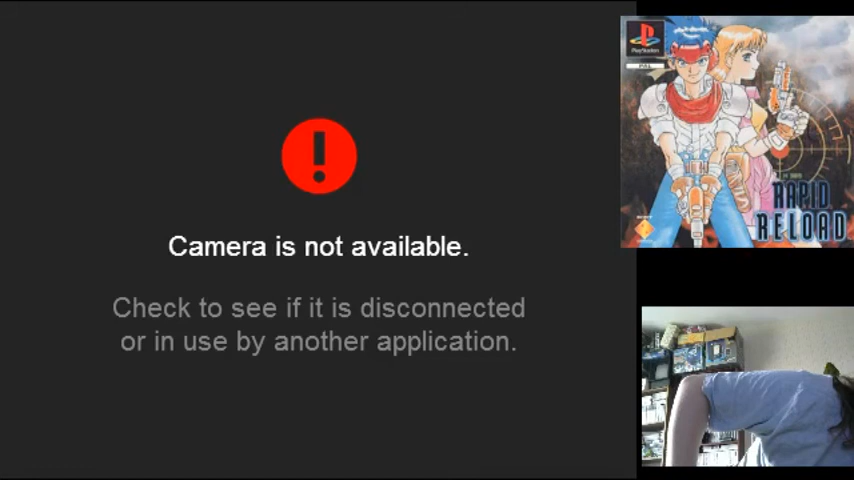 Camera is not available.
Check to see if it is disconnected
or in use by another application.
PlayStation
PAL
RAPID
RELOAD